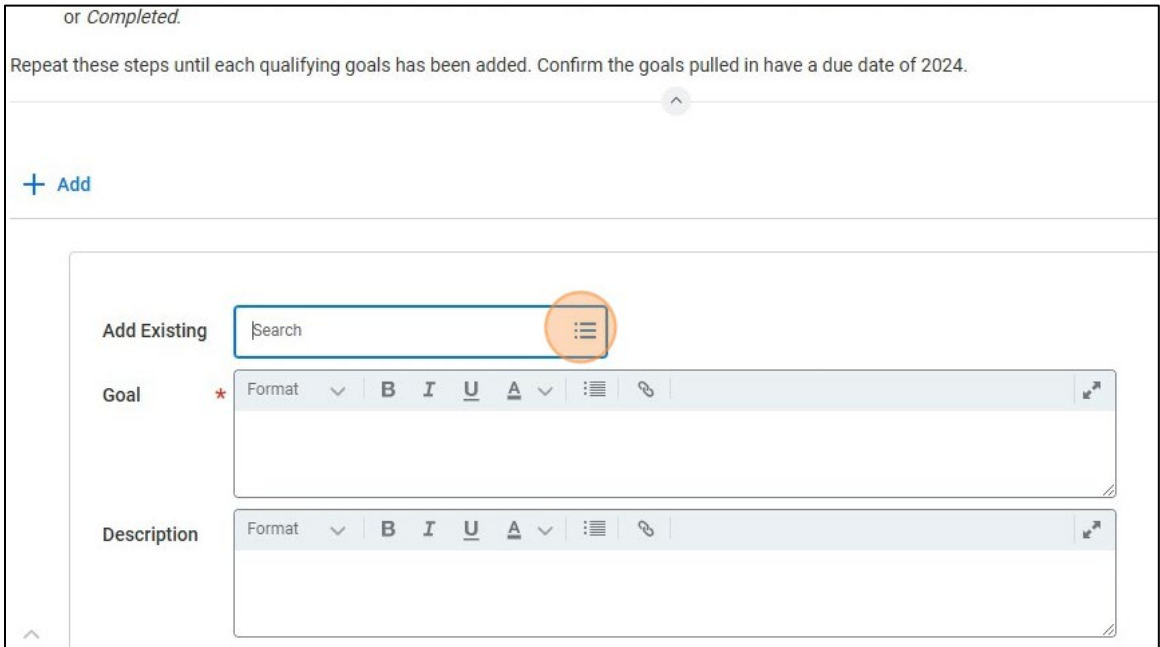 or Completed.
Repeat these steps until each qualifying goals has been added. Confirm the goals pulled in have a due date of 2024.
+ Add
Add Existing
Search
Goal *
Format B I U A
Description
Format B I U A